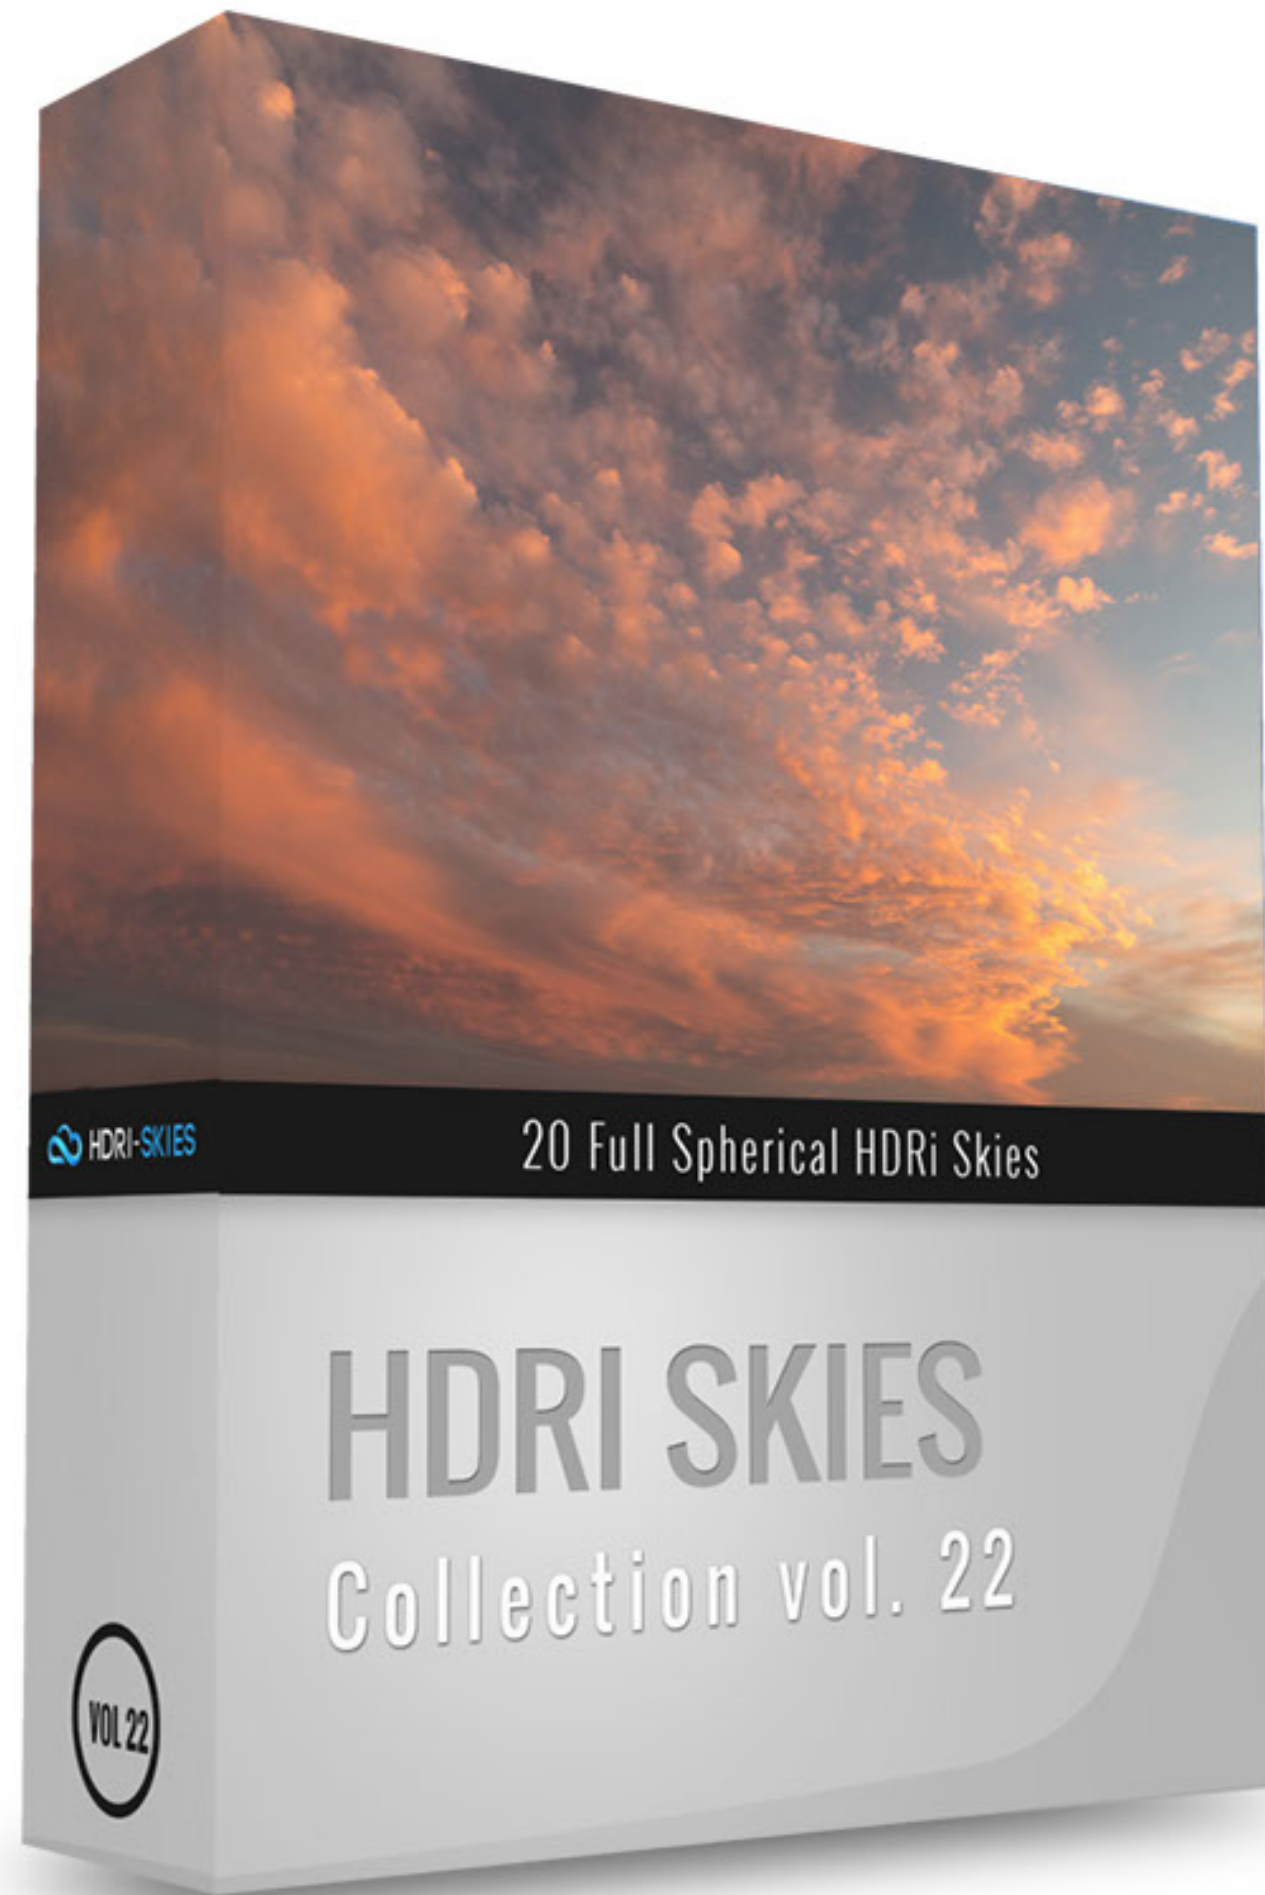 HDRI-SKIES
20 Full Spherical HDRi Skies
HDRI SKIES
Collection vol. 22
VOL 22